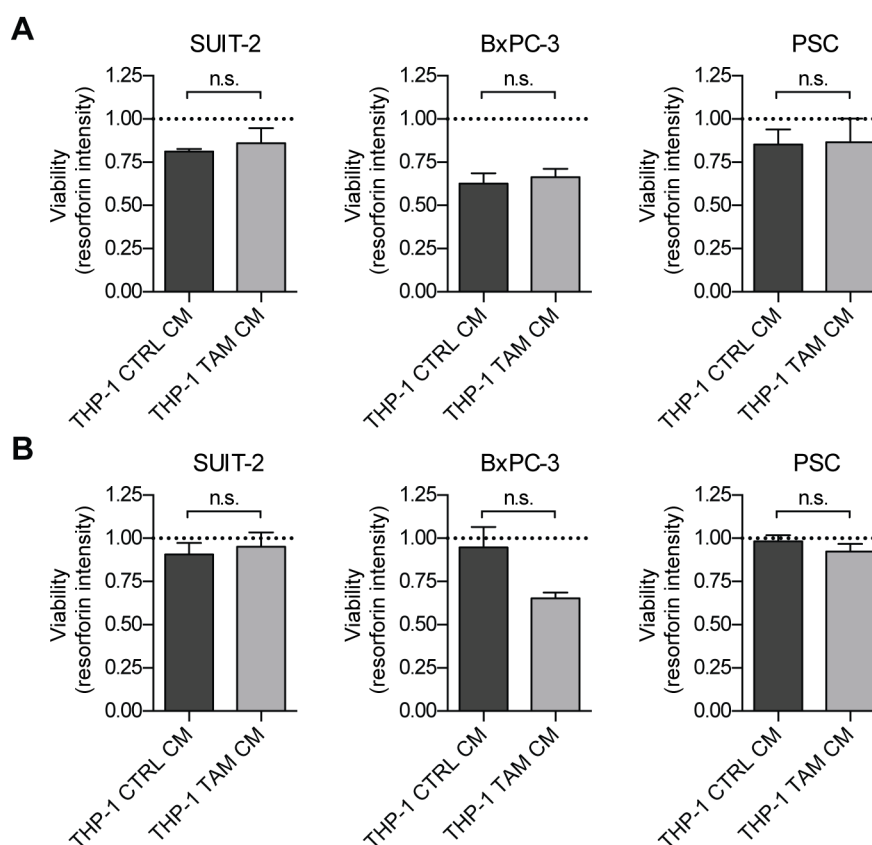 A
SUIT-2
BxPC-3
PSC
Viability
(resorforin intensity)
1.25
1.00
0.75
0.50
0.25
0.00
n.s.
THP-1 CTRL CM
THP-1 TAM CM
Viability
(resorforin intensity)
1.25
1.00
0.75
0.50
0.25
0.00
n.s.
THP-1 CTRL CM
THP-1 TAM CM
Viability
(resorforin intensity)
1.25
1.00
0.75
0.50
0.25
0.00
n.s.
THP-1 CTRL CM
THP-1 TAM CM
B
SUIT-2
BxPC-3
PSC
Viability
(resorforin intensity)
1.25
1.00
0.75
0.50
0.25
0.00
n.s.
THP-1 CTRL CM
THP-1 TAM CM
Viability
(resorforin intensity)
1.25
1.00
0.75
0.50
0.25
0.00
n.s.
THP-1 CTRL CM
THP-1 TAM CM
Viability
(resorforin intensity)
1.25
1.00
0.75
0.50
0.25
0.00
n.s.
THP-1 CTRL CM
THP-1 TAM CM